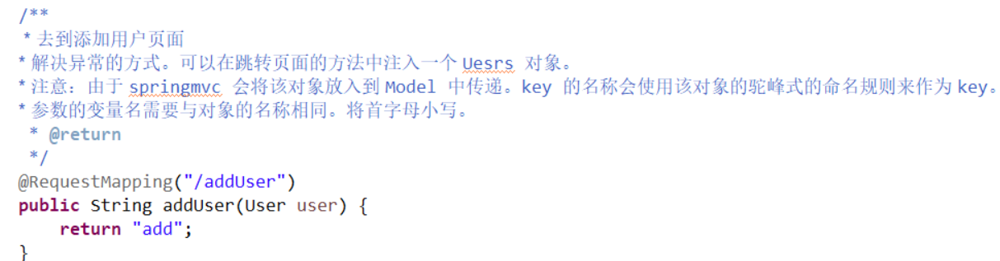 /**
* 去到添加用户页面
* 解决异常的方式。可以在跳转页面的方法中注入一个 Uesrs 对象。
* 注意：由于 springmvc 会将该对象放入到 Model 中传递。key 的名称会使用该对象的驼峰式的命名规则来作为 key。
* 参数的变量名需要与对象的名称相同。将首字母小写。
* @return
*/
@RequestMapping("/addUser")
public String addUser(User user) {
return "add";
}